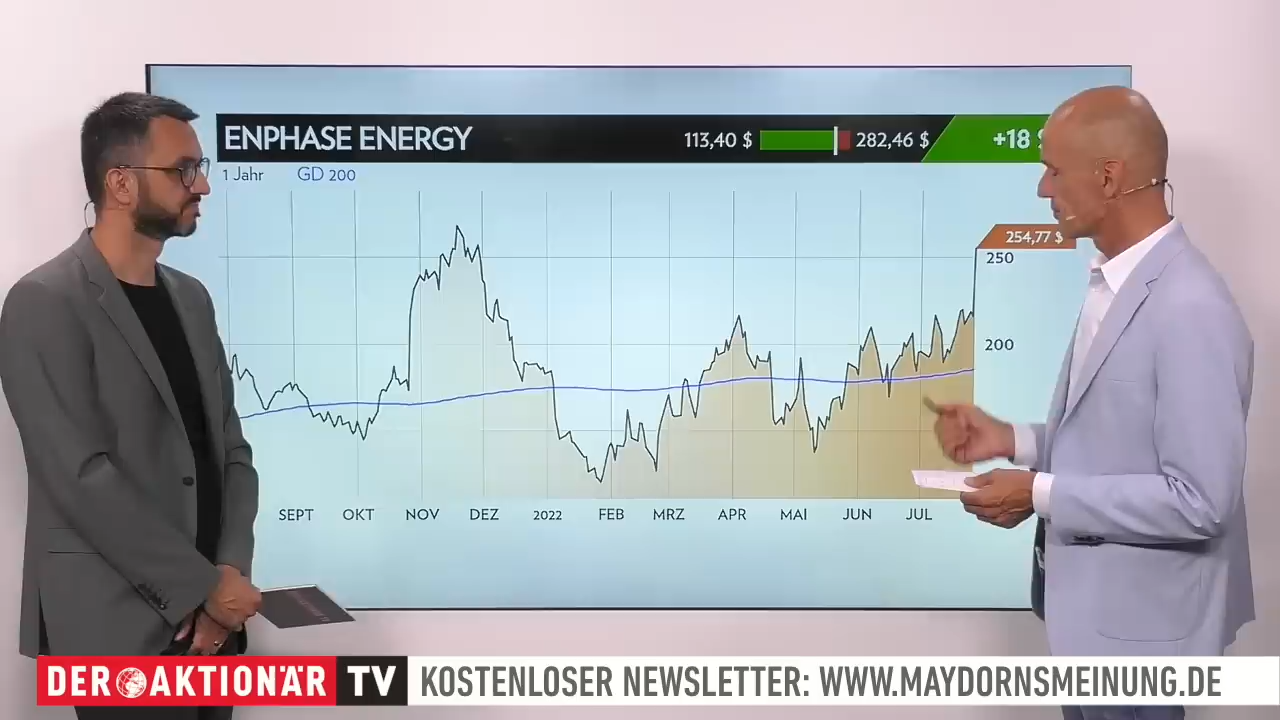 ENPHASE ENERGY 113,40 $ 282,46 $ +18
1 Jahr GD 200
254,77 $
250
200
SEPT OKT NOV DEZ 2022 FEB MRZ APR MAI JUN JUL
DER AKTIONÄR TV KOSTENLOSER NEWSLETTER: WWW.MAYDORNSMEINUNG.DE